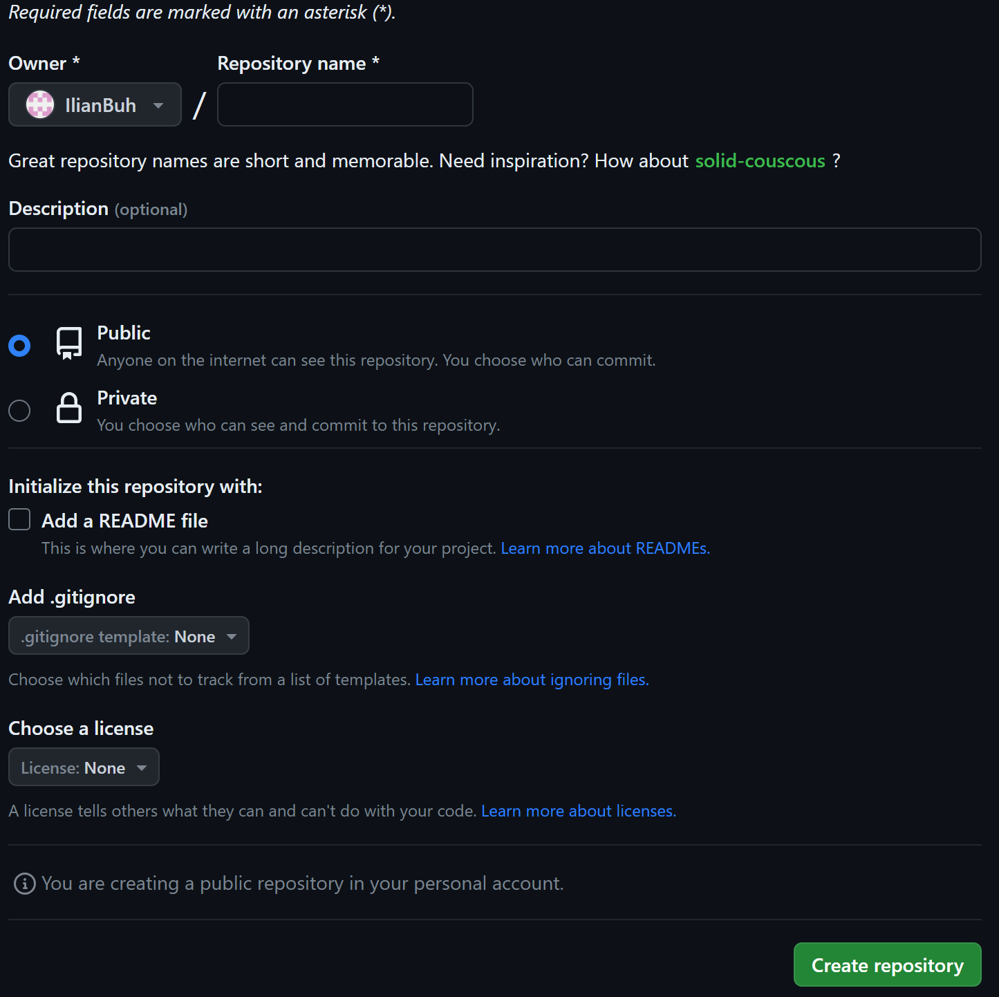 Required fields are marked with an asterisk (*).
Owner * Repository name *
IlianBuh / 
Great repository names are short and memorable. Need inspiration? How about solid-couscous ?
Description (optional)
Public
Anyone on the internet can see this repository. You choose who can commit.
Private
You choose who can see and commit to this repository.
Initialize this repository with:
Add a README file
This is where you can write a long description for your project. Learn more about READMEs.
Add .gitignore
.gitignore template: None
Choose which files not to track from a list of templates. Learn more about ignoring files.
Choose a license
License: None
A license tells others what they can and can't do with your code. Learn more about licenses.
You are creating a public repository in your personal account.
Create repository